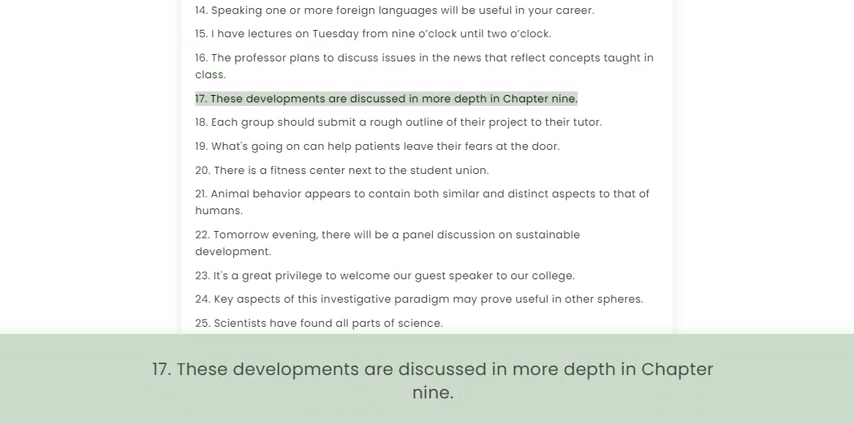 14. Speaking one or more foreign languages will be useful in your career.
15. I have lectures on Tuesday from nine o'clock until two o'clock.
16. The professor plans to discuss issues in the news that reflect concepts taught in
class.
17. These developments are discussed in more depth in Chapter nine.
18. Each group should submit a rough outline of their project to their tutor.
19. What's going on can help patients leave their fears at the door.
20. There is a fitness center next to the student union.
21. Animal behavior appears to contain both similar and distinct aspects to that of
humans.
22. Tomorrow evening, there will be a panel discussion on sustainable
development.
23. It's a great privilege to welcome our guest speaker to our college.
24. Key aspects of this investigative paradigm may prove useful in other spheres.
25. Scientists have found all parts of science.
17. These developments are discussed in more depth in Chapter
nine.